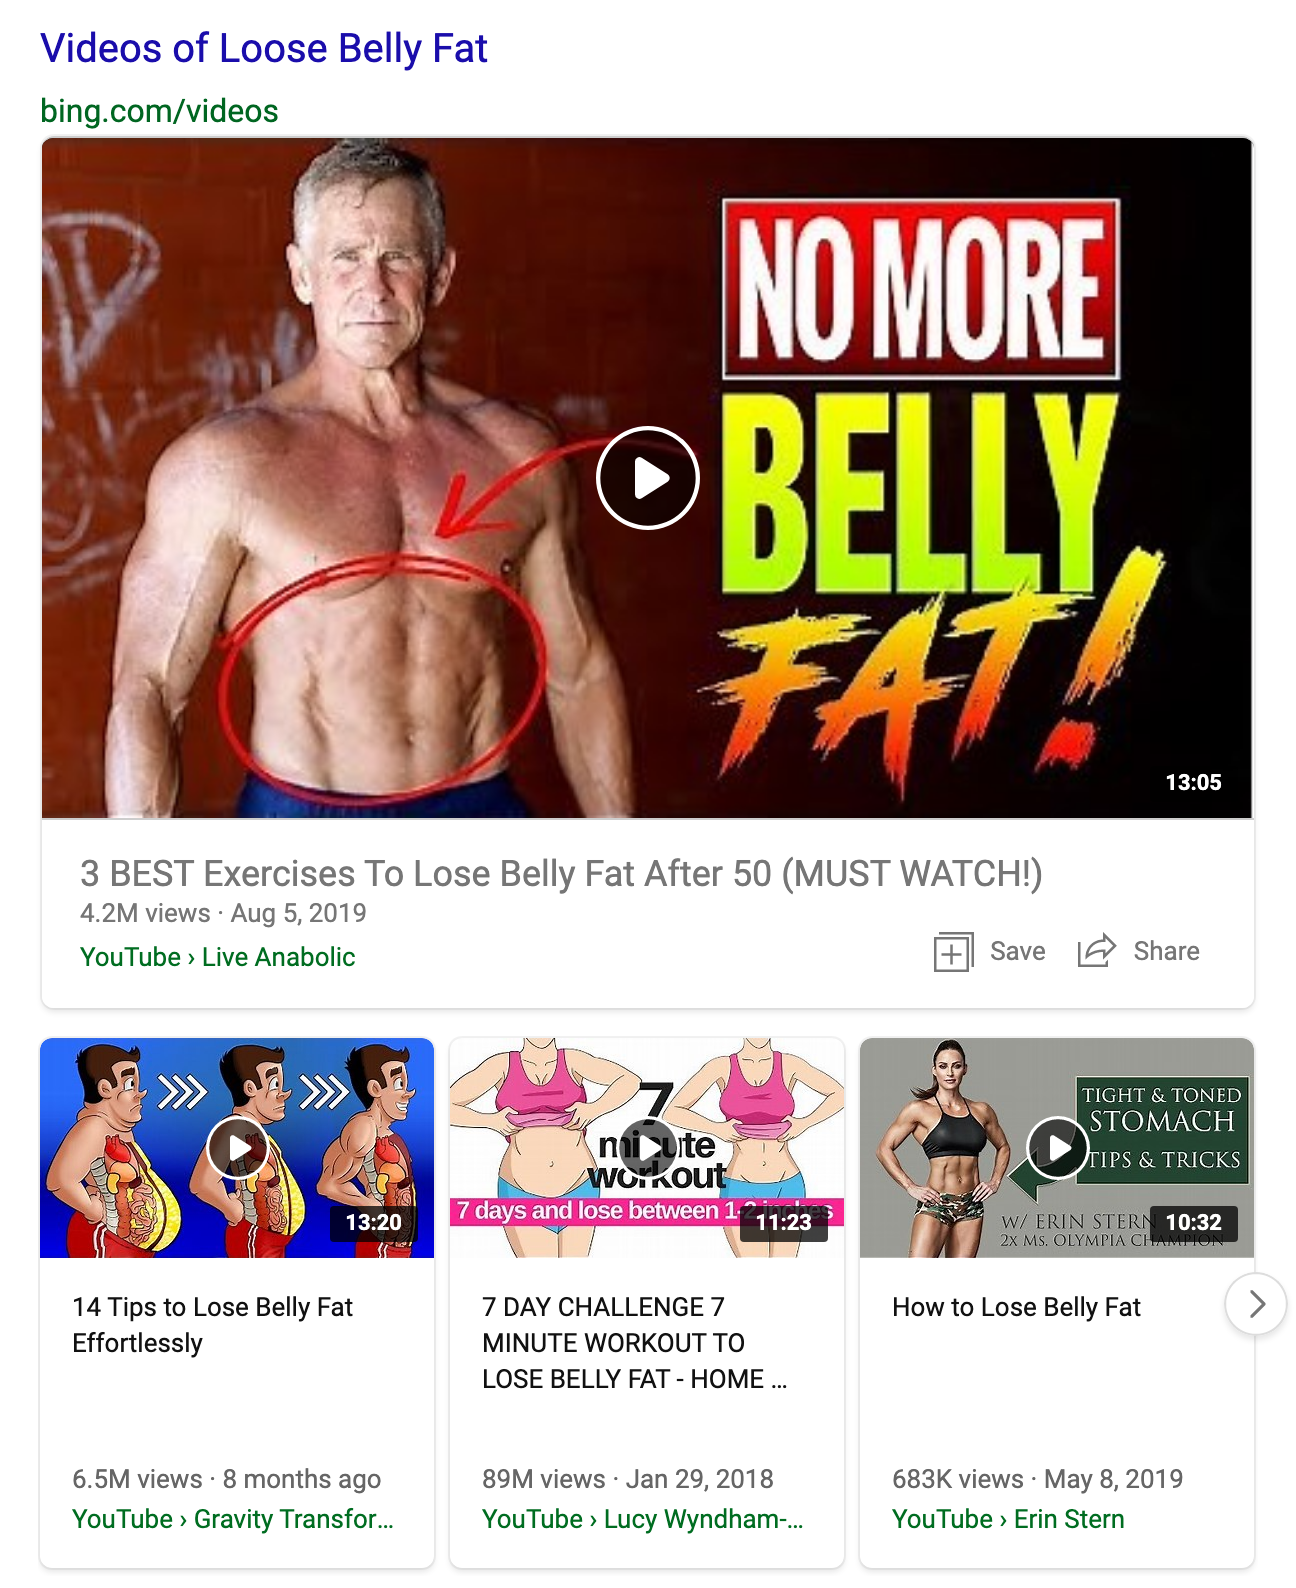 Videos of Loose Belly Fat
bing.com/videos
NO MORE
BELLY
FAT!
13:05
3 BEST Exercises To Lose Belly Fat After 50 (MUST WATCH!)
4.2M views · Aug 5, 2019
YouTube › Live Anabolic
Save
Share
13:20
14 Tips to Lose Belly Fat
Effortlessly
6.5M views · 8 months ago
YouTube › Gravity Transfor...
7
minute
workout
7 days and lose between 1-2 inches
11:23
7 DAY CHALLENGE 7
MINUTE WORKOUT TO
LOSE BELLY FAT - HOME ...
89M views · Jan 29, 2018
YouTube › Lucy Wyndham-...
TIGHT & TONED
STOMACH
TIPS & TRICKS
W/ ERIN STERN
2X MS. OLYMPIA CHAMPION
10:32
How to Lose Belly Fat
683K views · May 8, 2019
YouTube › Erin Stern